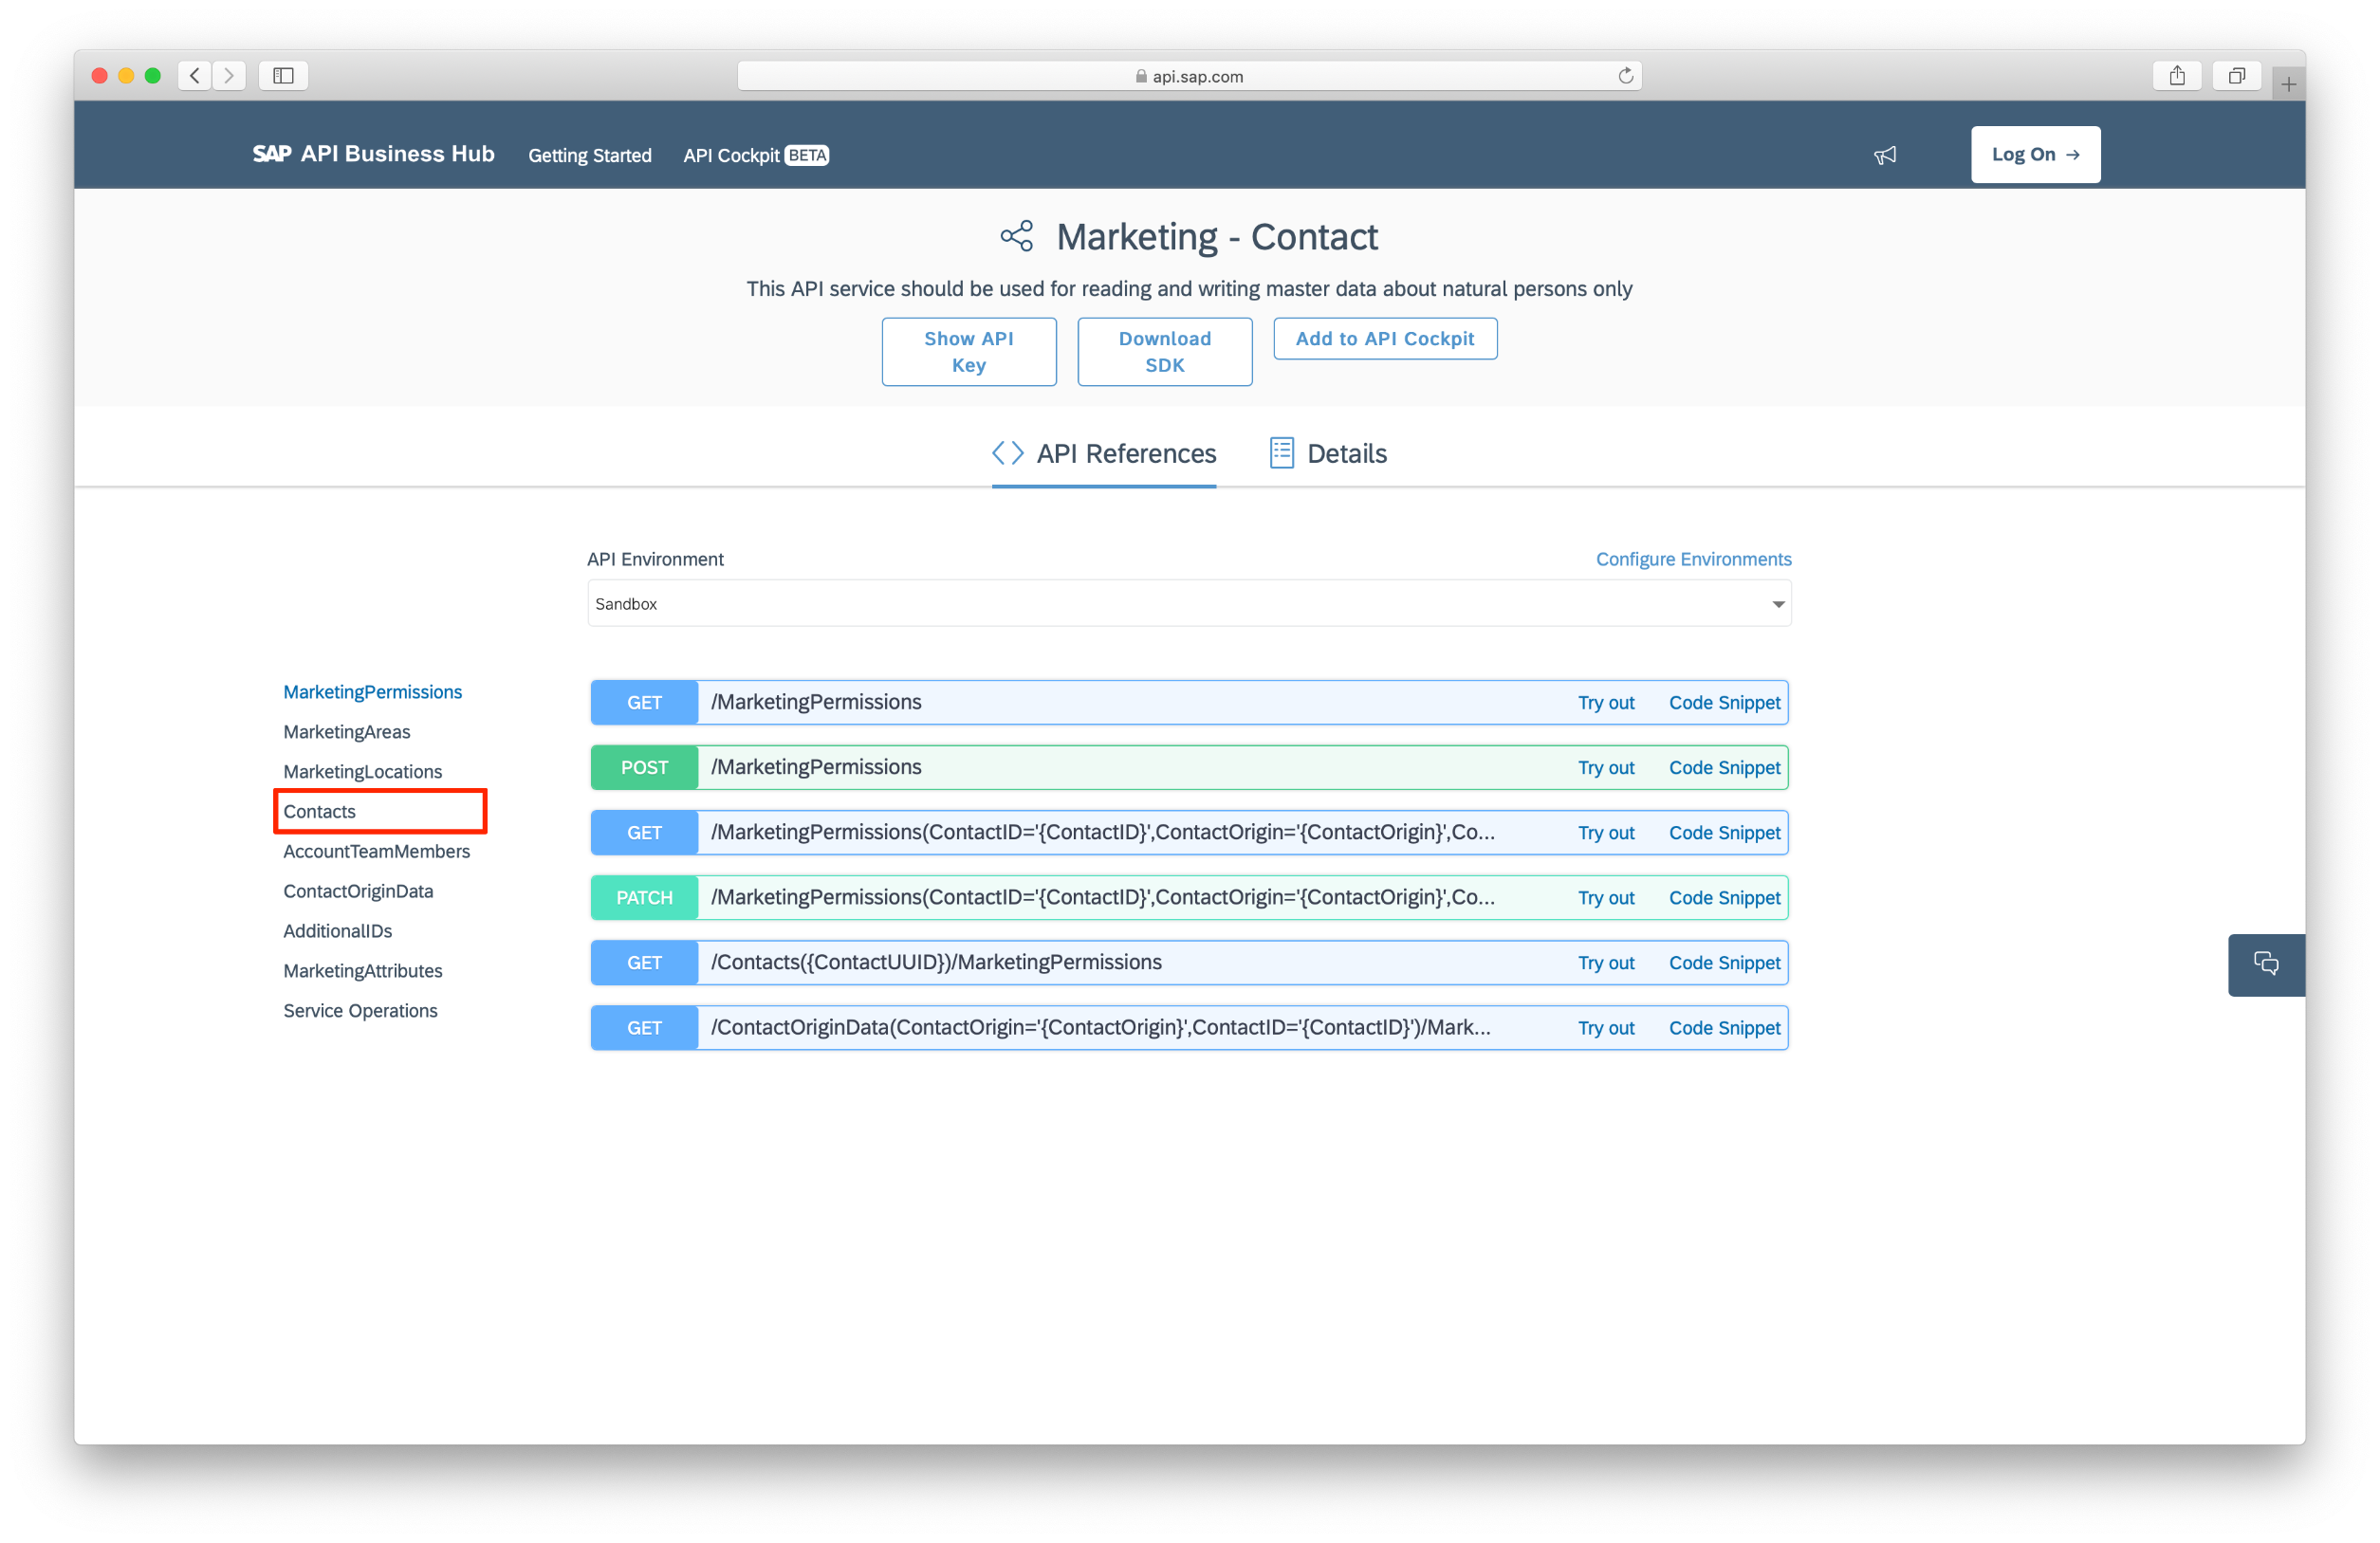 api.sap.com
SAP API Business Hub Getting Started API Cockpit BETA Log On →
Marketing - Contact
This API service should be used for reading and writing master data about natural persons only
Show API Key Download SDK Add to API Cockpit
API References Details
API Environment Configure Environments
Sandbox
MarketingPermissions
MarketingAreas
MarketingLocations
Contacts
AccountTeamMembers
ContactOriginData
AdditionalIDs
MarketingAttributes
Service Operations
GET /MarketingPermissions Try out Code Snippet
POST /MarketingPermissions Try out Code Snippet
GET /MarketingPermissions(ContactID='{ContactID}',ContactOrigin='{ContactOrigin}',Co... Try out Code Snippet
PATCH /MarketingPermissions(ContactID='{ContactID}',ContactOrigin='{ContactOrigin}',Co... Try out Code Snippet
GET /Contacts({ContactUUID})/MarketingPermissions Try out Code Snippet
GET /ContactOriginData(ContactOrigin='{ContactOrigin}',ContactID='{ContactID}')/Mark... Try out Code Snippet